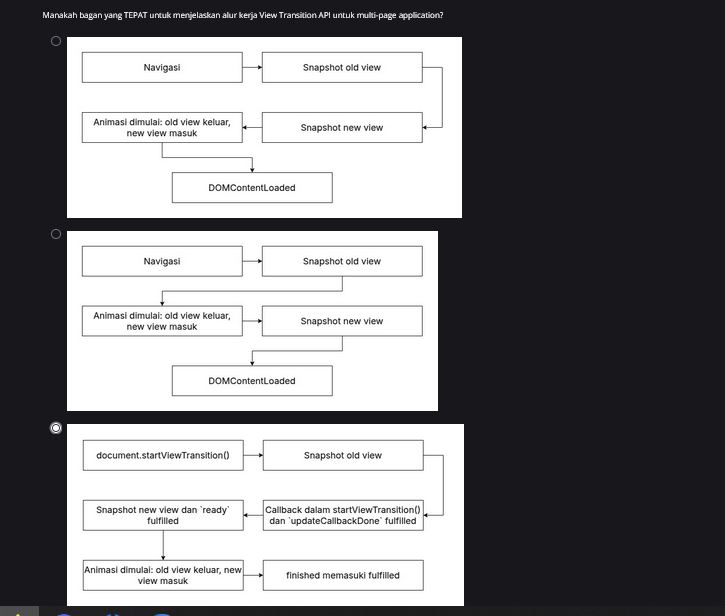 Manakah bagan yang TEPAT untuk menjelaskan alur kerja View Transition API untuk multi-page application?
Navigasi
Snapshot old view
Animasi dimulai: old view keluar,
new view masuk
Snapshot new view
DOMContentLoaded
Navigasi
Snapshot old view
Animasi dimulai: old view keluar,
new view masuk
Snapshot new view
DOMContentLoaded
document.startViewTransition()
Snapshot old view
Snapshot new view dan `ready`
fulfilled
Callback dalam startViewTransition()
dan `updateCallbackDone` fulfilled
Animasi dimulai: old view keluar, new
view masuk
finished memasuki fulfilled